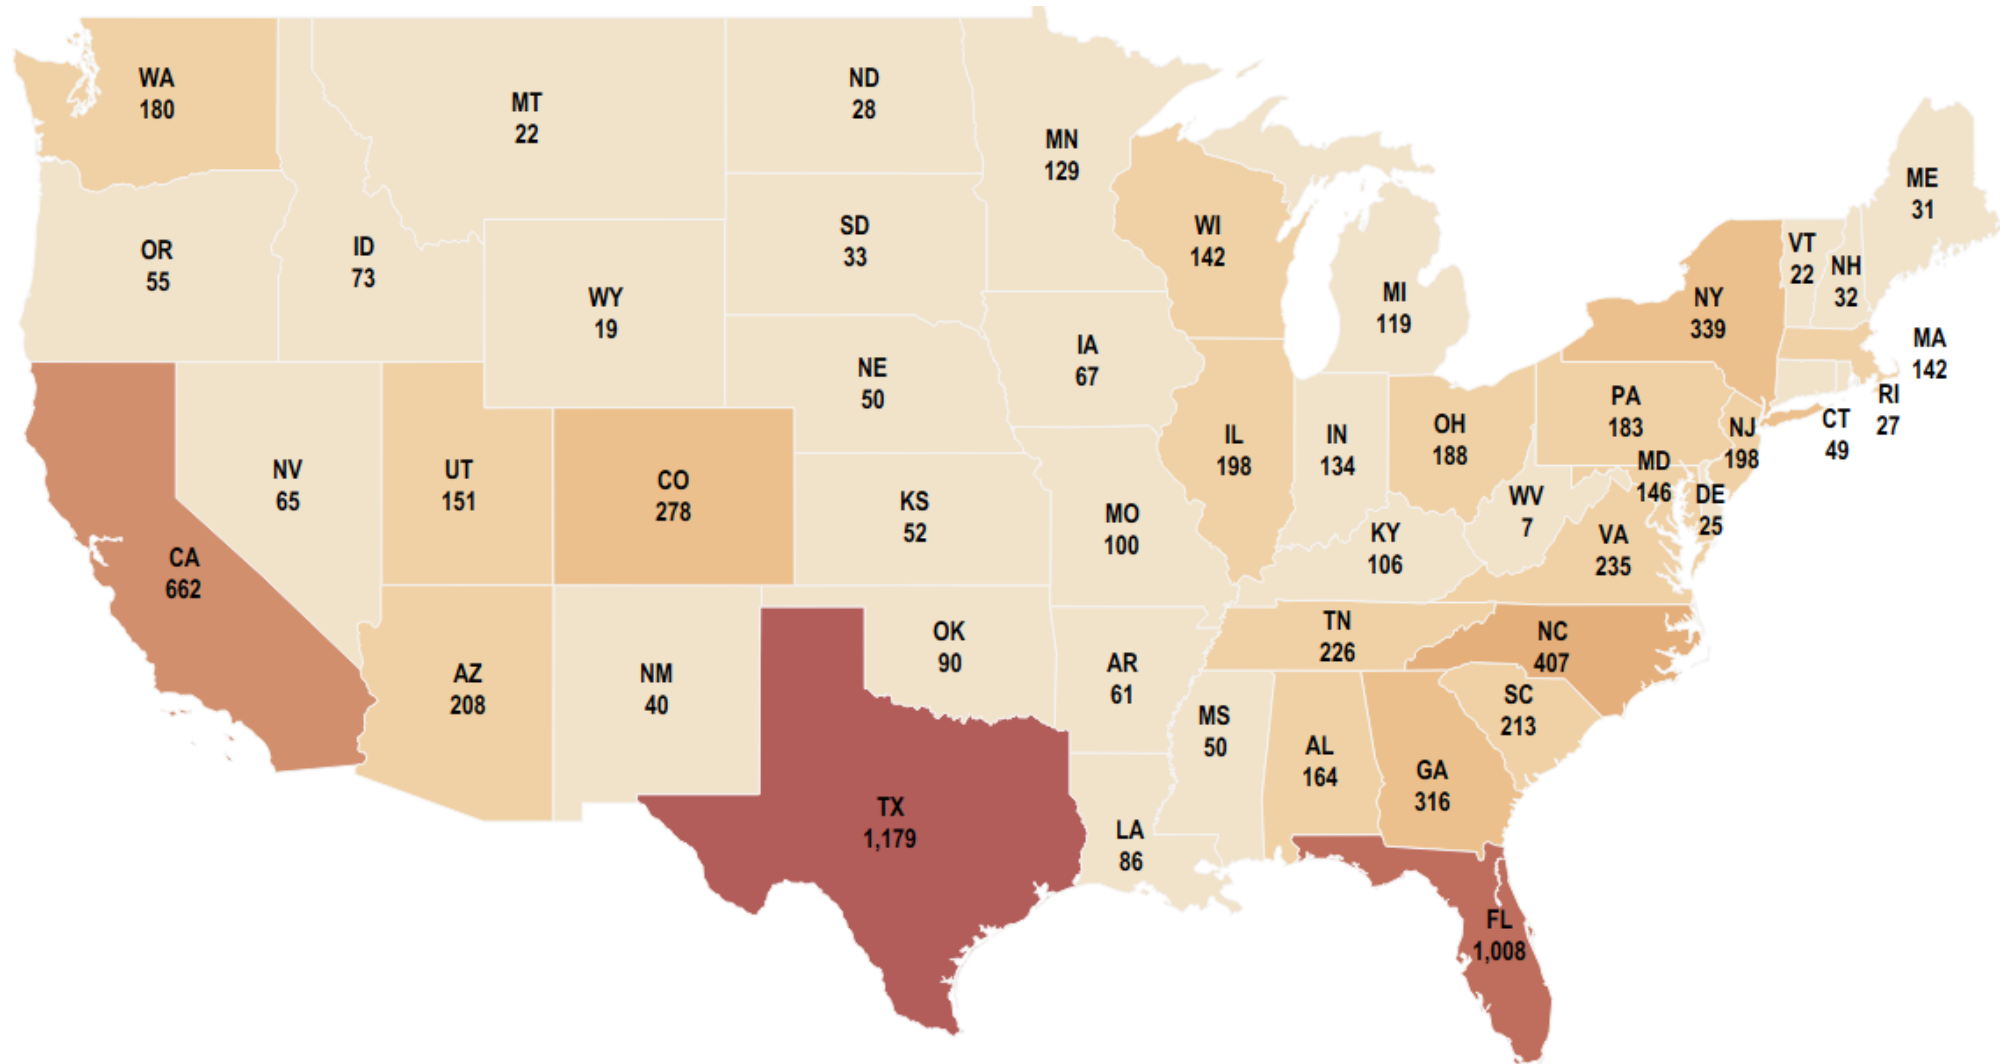 WA
180
MT
22
ND
28
MN
129
OR
55
ID
73
WY
19
SD
33
WI
142
MI
119
ME
31
VT
22
NH
32
NY
339
MA
142
RI
27
CT
49
NE
50
IA
67
IL
198
IN
134
OH
188
PA
183
NJ
198
MD
146
DE
25
NV
65
UT
151
CO
278
KS
52
MO
100
KY
106
WV
7
VA
235
CA
662
AZ
208
NM
40
OK
90
AR
61
TN
226
NC
407
SC
213
MS
50
AL
164
GA
316
TX
1,179
LA
86
FL
1,008